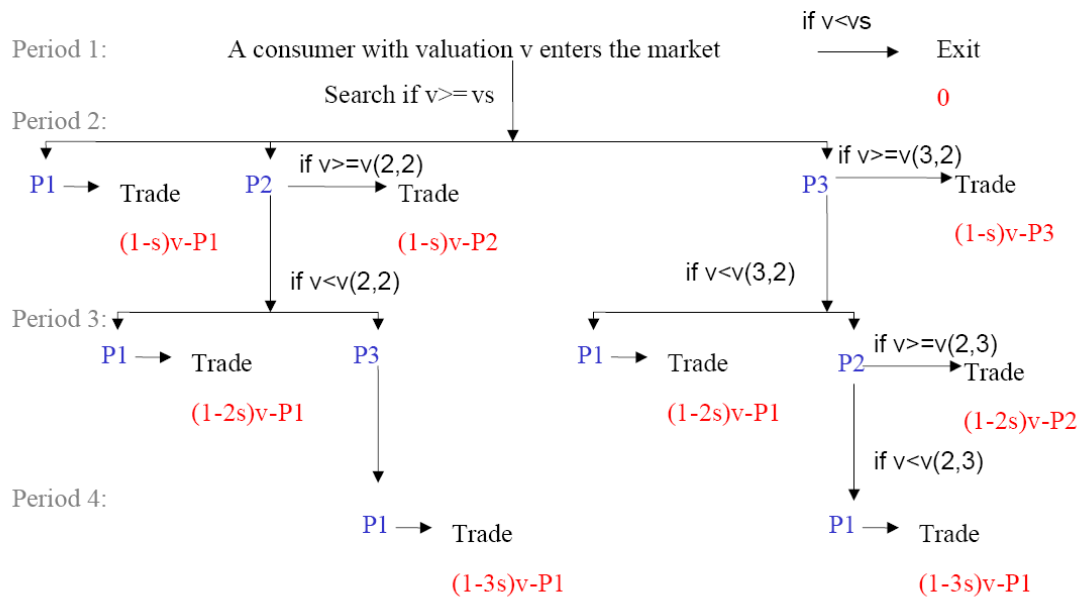 if v<vs
Period 1: A consumer with valuation v enters the market Exit
Search if v>= vs 0
Period 2:
if v>=v(2,2) if v>=v(3,2)
P1 Trade P2 Trade P3 Trade
(1-s)v-P1 (1-s)v-P2 (1-s)v-P3
if v<v(2,2) if v<v(3,2)
Period 3:
if v>=v(2,3)
P1 Trade P3 P1 Trade P2 Trade
(1-2s)v-P1 (1-2s)v-P1 (1-2s)v-P2
if v<v(2,3)
Period 4:
P1 Trade P1 Trade
(1-3s)v-P1 (1-3s)v-P1